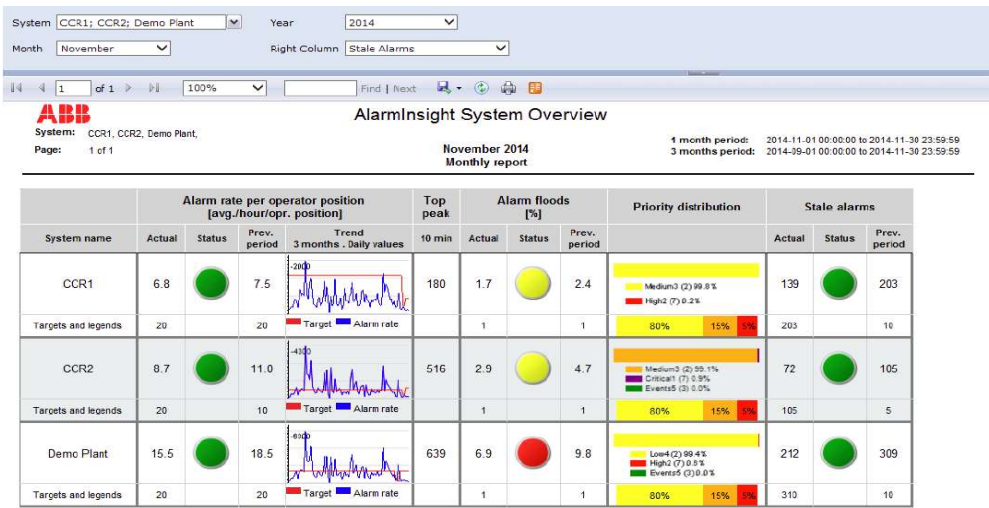 System CCR1; CCR2; Demo Plant Year 2014
Month November Right Column Stale Alarms
1 of 1 100% Find | Next
ABB AlarmInsight System Overview
System: CCR1, CCR2, Demo Plant,
Page: 1 of 1
November 2014
Monthly report
1 month period: 2014-11-01 00:00:00 to 2014-11-30 23:59:59
3 months period: 2014-09-01 00:00:00 to 2014-11-30 23:59:59
Alarm rate per operator position [avg./hour/opr. position] Top peak Alarm floods [%] Priority distribution Stale alarms
System name Actual Status Prev. period Trend 3 months . Daily values 10 min Actual Status Prev. period Actual Status Prev. period
-2000
CCR1 6.8 7.5 180 1.7 2.4 139 203
Medium3 (2) 99.8%
High2 (7) 0.2%
Targets and legends 20 20 Target Alarm rate 1 1 80% 15% 5% 203 10
-4300
CCR2 8.7 11.0 516 2.9 4.7 72 105
Medium3 (2) 99.1%
Critical1 (7) 0.9%
Events5 (3) 0.0%
Targets and legends 20 10 Target Alarm rate 1 1 80% 15% 5% 105 5
Demo Plant 15.5 18.5 639 6.9 9.8 212 309
Low4 (2) 99.4%
High2 (7) 0.5%
Events5 (3) 0.0%
Targets and legends 20 20 Target Alarm rate 1 1 80% 15% 5% 310 10